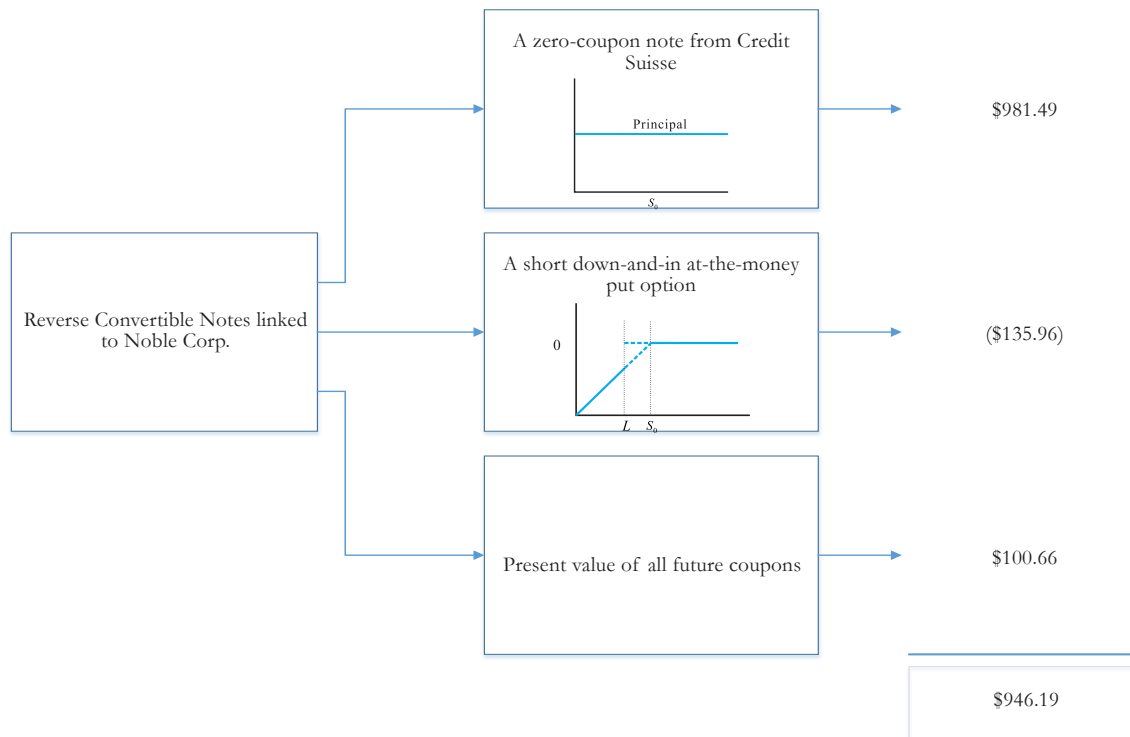 A zero-coupon note from Credit
Suisse
Principal
S₀
$981.49
Reverse Convertible Notes linked
to Noble Corp.
A short down-and-in at-the-money
put option
0
L S₀
($135.96)
Present value of all future coupons
$100.66
$946.19